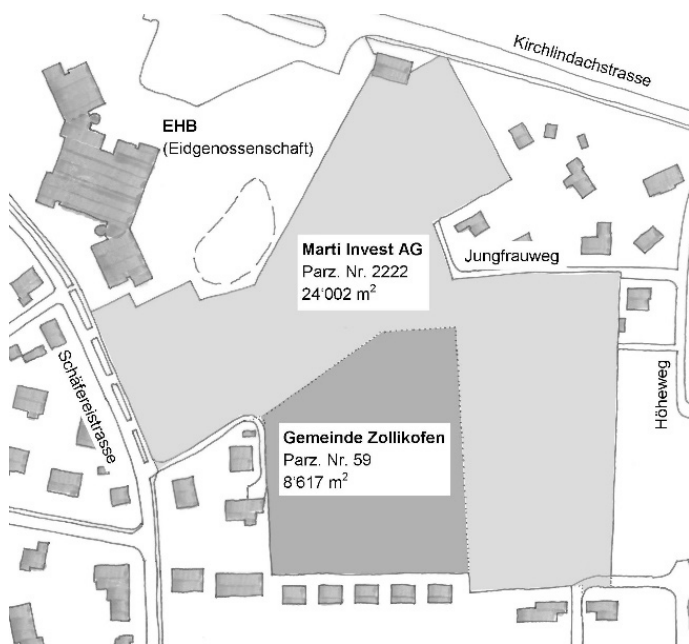 Kirchlindachstrasse
EHB
(Eidgenossenschaft)
Marti Invest AG
Parz. Nr. 2222
24'002 m²
Jungfrauweg
Schäfereistrasse
Höheweg
Gemeinde Zollikofen
Parz. Nr. 59
8'617 m²